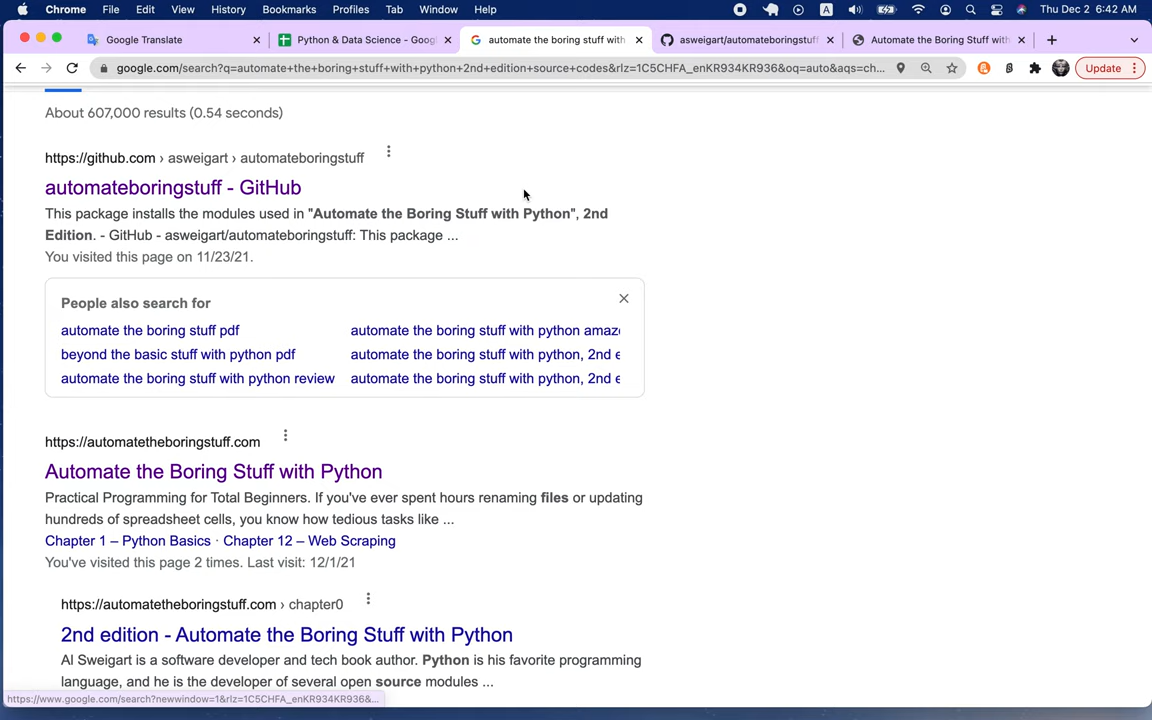 Chrome File Edit View History Bookmarks Profiles Tab Window Help A Thu Dec 2 6:42 AM
Google Translate Python & Data Science - Goog automate the boring stuff with asweigart/automateboringstuff Automate the Boring Stuff with
google.com/search?q=automate+the+boring+stuff+with+python+2nd+edition+source+codes&rlz=1C5CHFA_enKR934KR936&oq=auto&aqs=ch... Update
About 607,000 results (0.54 seconds)
https://github.com › asweigart › automateboringstuff
automateboringstuff - GitHub
This package installs the modules used in "Automate the Boring Stuff with Python", 2nd
Edition. - GitHub - asweigart/automateboringstuff: This package ...
You visited this page on 11/23/21.
People also search for
automate the boring stuff pdf automate the boring stuff with python amaz
beyond the basic stuff with python pdf automate the boring stuff with python, 2nd e
automate the boring stuff with python review automate the boring stuff with python, 2nd e
https://automatetheboringstuff.com
Automate the Boring Stuff with Python
Practical Programming for Total Beginners. If you've ever spent hours renaming files or updating
hundreds of spreadsheet cells, you know how tedious tasks like ...
Chapter 1 – Python Basics · Chapter 12 – Web Scraping
You've visited this page 2 times. Last visit: 12/1/21
https://automatetheboringstuff.com › chapter0
2nd edition - Automate the Boring Stuff with Python
Al Sweigart is a software developer and tech book author. Python is his favorite programming
language, and he is the developer of several open source modules ...
https://www.google.com/search?newwindow=1&rlz=1C5CHFA_enKR934KR936&...